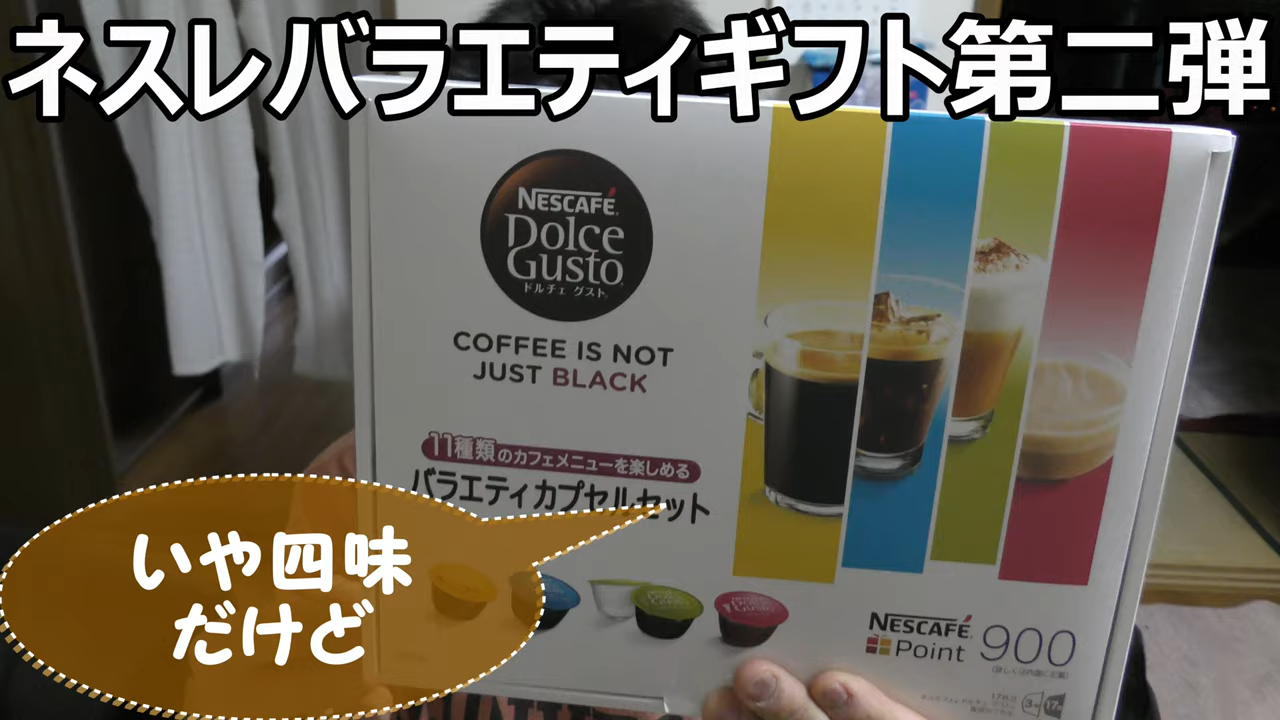 ネスレバラエティギフト第二弾
NESCAFÉ
Dolce
Gusto
ドルチェ グスト
COFFEE IS NOT
JUST BLACK
11種類のカフェメニューを楽しめる
バラエティカプセルセット
いや四味
だけど
NESCAFÉ
Point 900